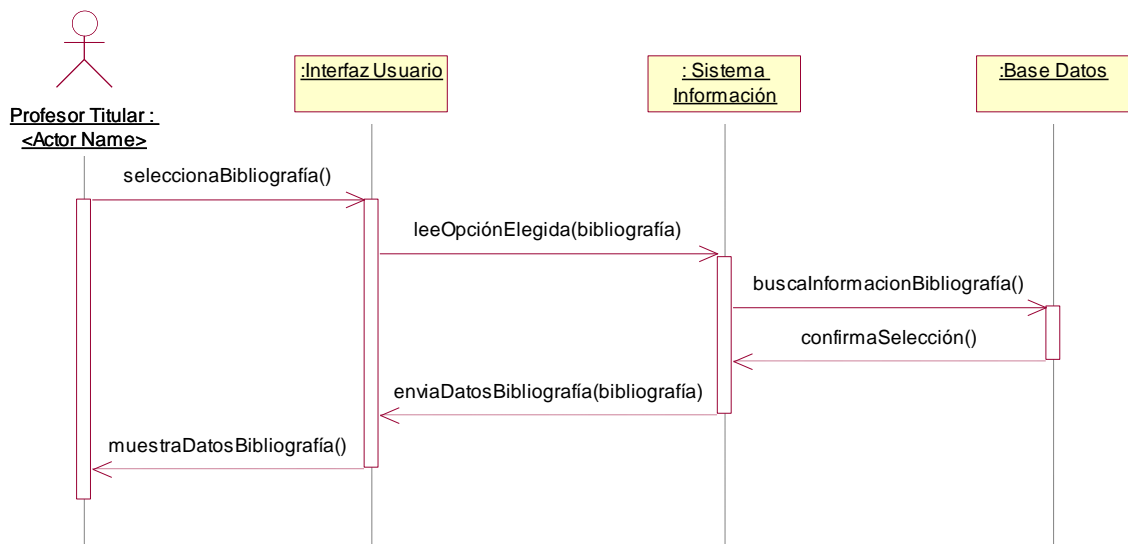 Profesor Titular :
<Actor Name>
:Interfaz Usuario
: Sistema
Información
:Base Datos
seleccionaBibliografía()
leeOpciónElegida(bibliografía)
buscaInformacionBibliografía()
confirmaSelección()
enviaDatosBibliografía(bibliografía)
muestraDatosBibliografía()